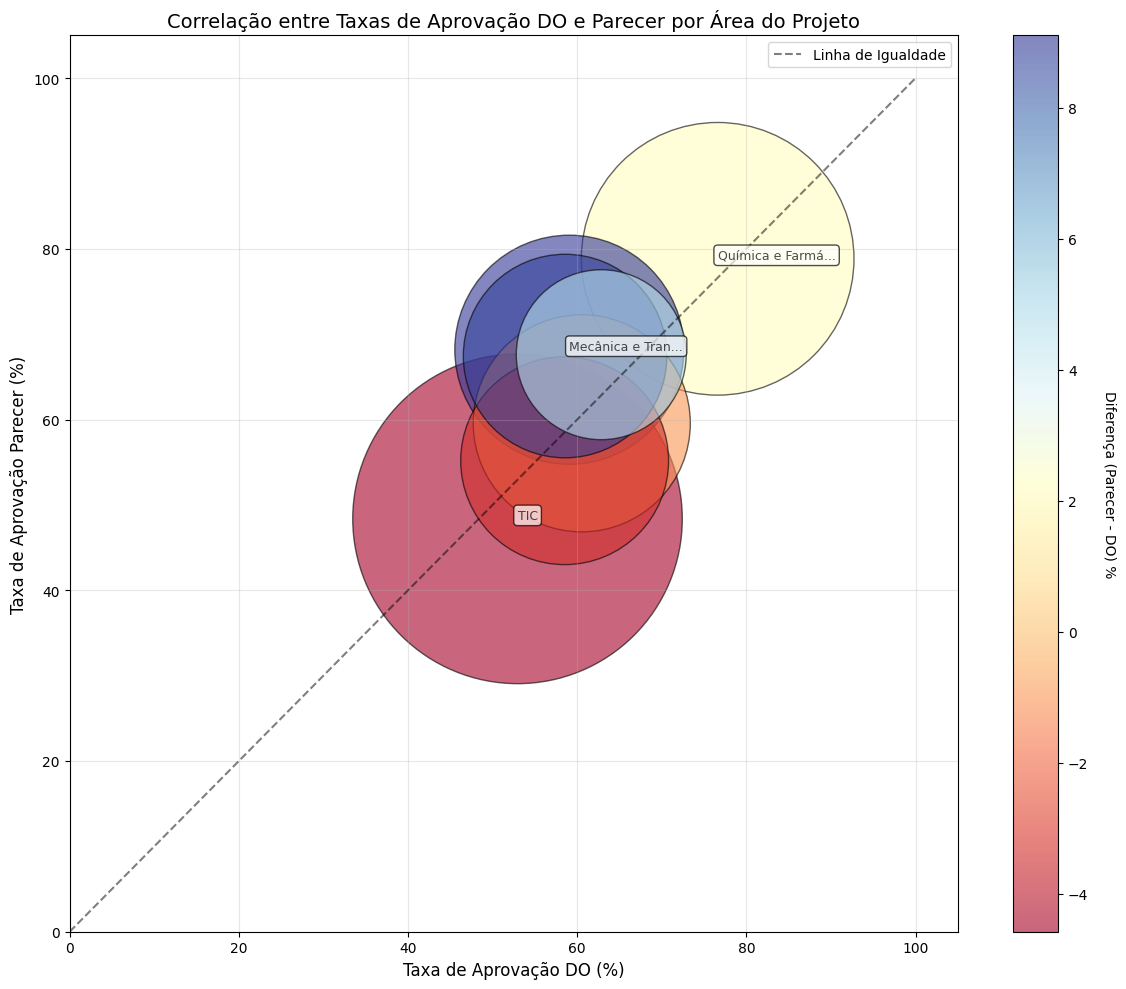 Correlação entre Taxas de Aprovação DO e Parecer por Área do Projeto
Linha de Igualdade
Química e Farmá...
Mecânica e Tran...
TIC
Taxa de Aprovação Parecer (%)
100
80
60
40
20
0
0 20 40 60 80 100
Taxa de Aprovação DO (%)
8
6
4
2
0
−2
−4
Diferença (Parecer - DO) %